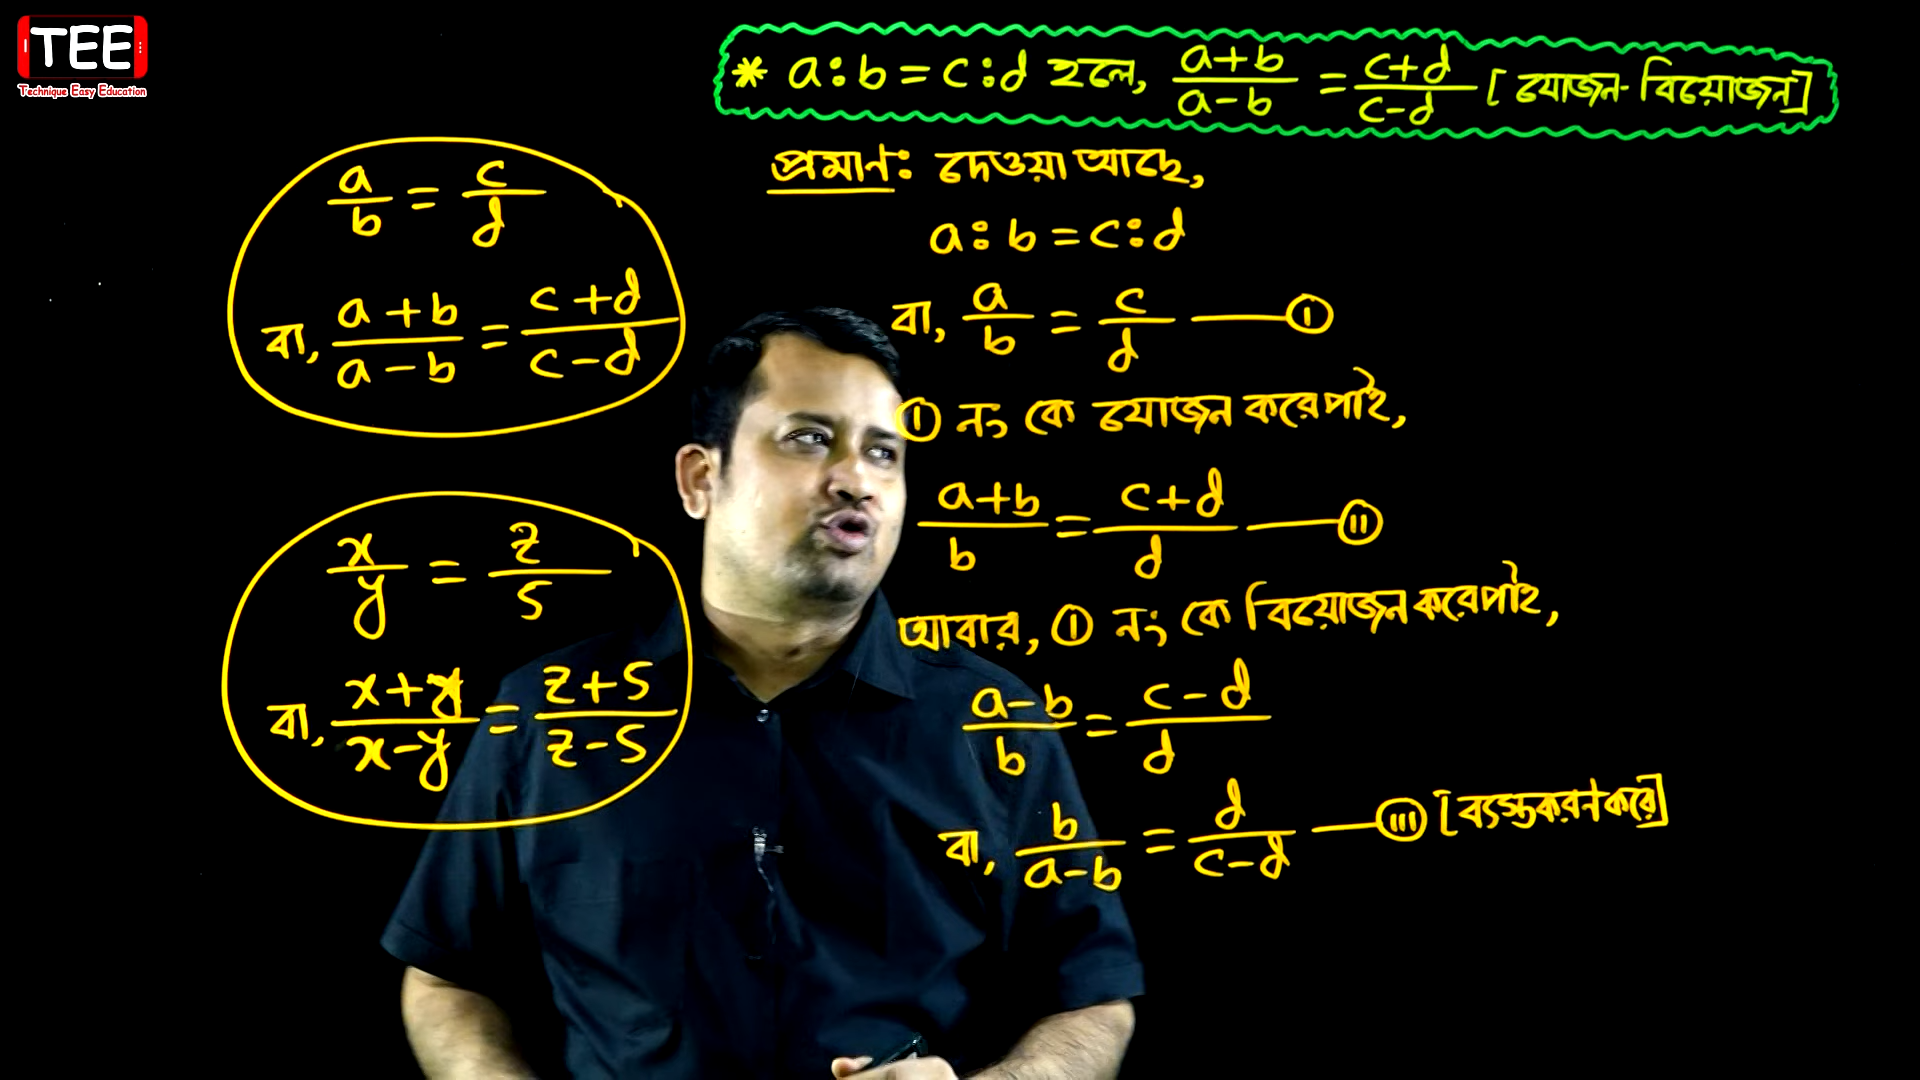 TEE
Technique Easy Education
* a:b = c:d হলে, (a+b)/(a-b) = (c+d)/(c-d) [যোজন-বিয়োজন]
a/b = c/d
বা, (a+b)/(a-b) = (c+d)/(c-d)
x/y = z/5
বা, (x+y)/(x-y) = (z+5)/(z-5)
প্রমাণ: দেওয়া আছে,
a:b = c:d
বা, a/b = c/d —— (i)
(i) নং কে যোজন করে পাই,
(a+b)/b = (c+d)/d —— (ii)
আবার, (i) নং কে বিয়োজন করে পাই,
(a-b)/b = (c-d)/d
বা, b/(a-b) = d/(c-d) —— (iii) [ব্যস্তকরণ করে]